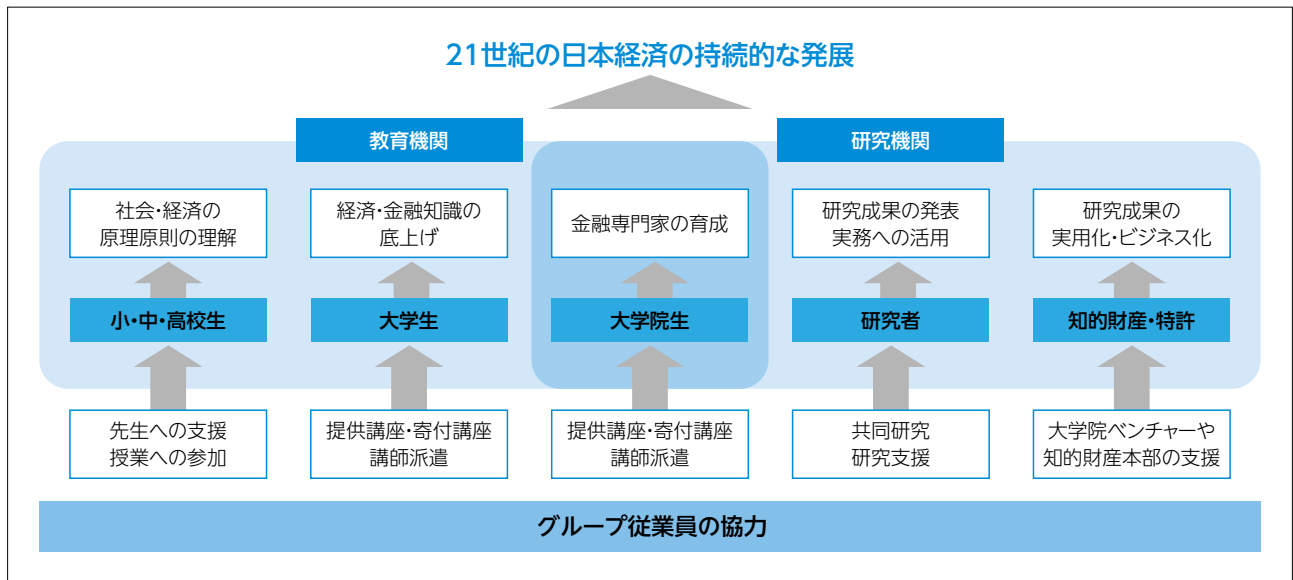 21世紀の日本経済の持続的な発展
教育機関
研究機関
社会・経済の
原理原則の理解
経済・金融知識の
底上げ
金融専門家の育成
研究成果の発表
実務への活用
研究成果の
実用化・ビジネス化
小・中・高校生
大学生
大学院生
研究者
知的財産・特許
先生への支援
授業への参加
提供講座・寄付講座
講師派遣
提供講座・寄付講座
講師派遣
共同研究
研究支援
大学院ベンチャーや
知的財産本部の支援
グループ従業員の協力